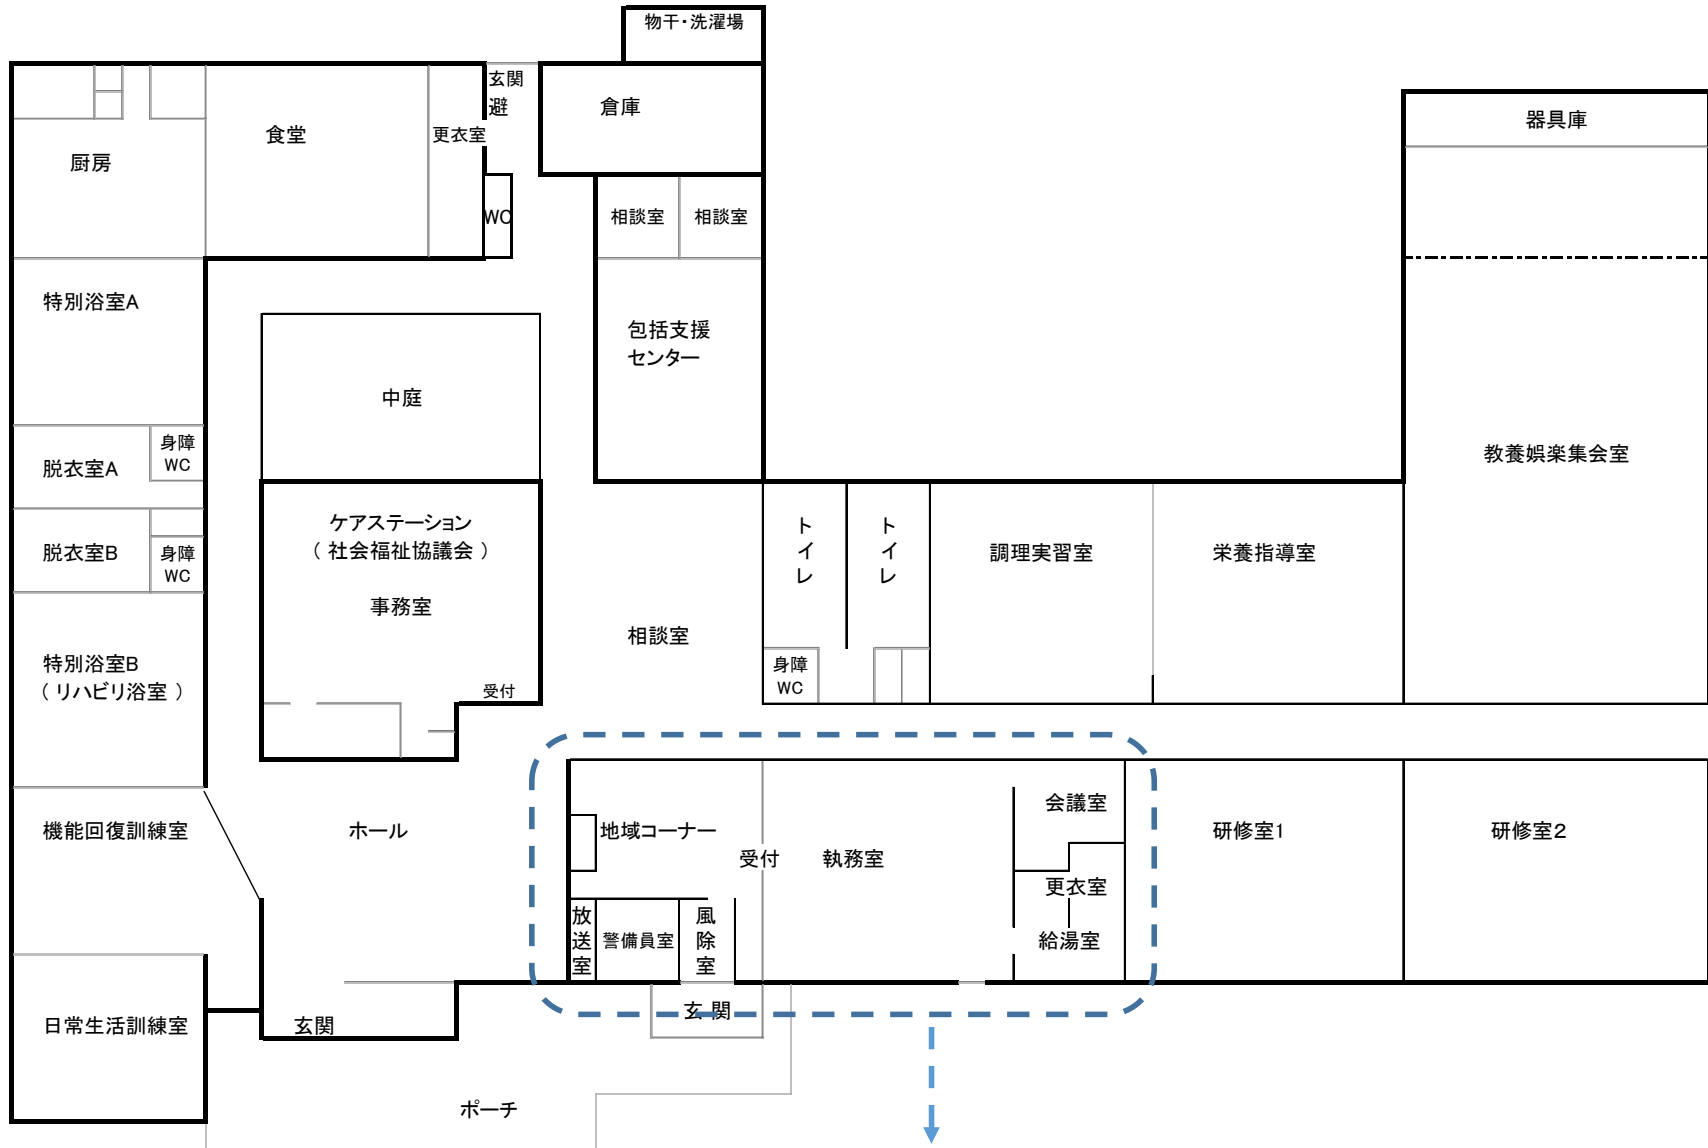 物干・洗濯場
玄関
避
倉庫
器具庫
食堂
更衣室
厨房
WC
相談室
相談室
特別浴室A
包括支援
センター
中庭
身障
WC
脱衣室A
教養娯楽集会室
ケアステーション
（ 社会福祉協議会 ）
事務室
トイレ
トイレ
調理実習室
栄養指導室
脱衣室B
身障
WC
相談室
特別浴室B
（ リハビリ浴室 ）
身障
WC
受付
会議室
機能回復訓練室
ホール
地域コーナー
受付
執務室
研修室1
研修室２
更衣室
放送室
警備員室
風除室
給湯室
玄 関
日常生活訓練室
玄関
ポーチ